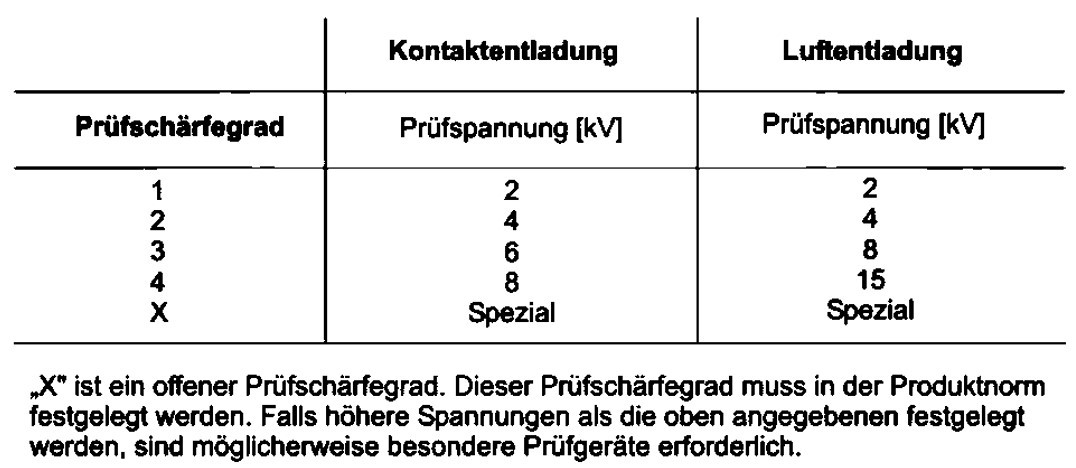 Kontaktentladung Luftentladung
Prüfschärfegrad Prüfspannung [kV] Prüfspannung [kV]
1 2 2
2 4 4
3 6 8
4 8 15
X Spezial Spezial
„X" ist ein offener Prüfschärfegrad. Dieser Prüfschärfegrad muss in der Produktnorm
festgelegt werden. Falls höhere Spannungen als die oben angegebenen festgelegt
werden, sind möglicherweise besondere Prüfgeräte erforderlich.